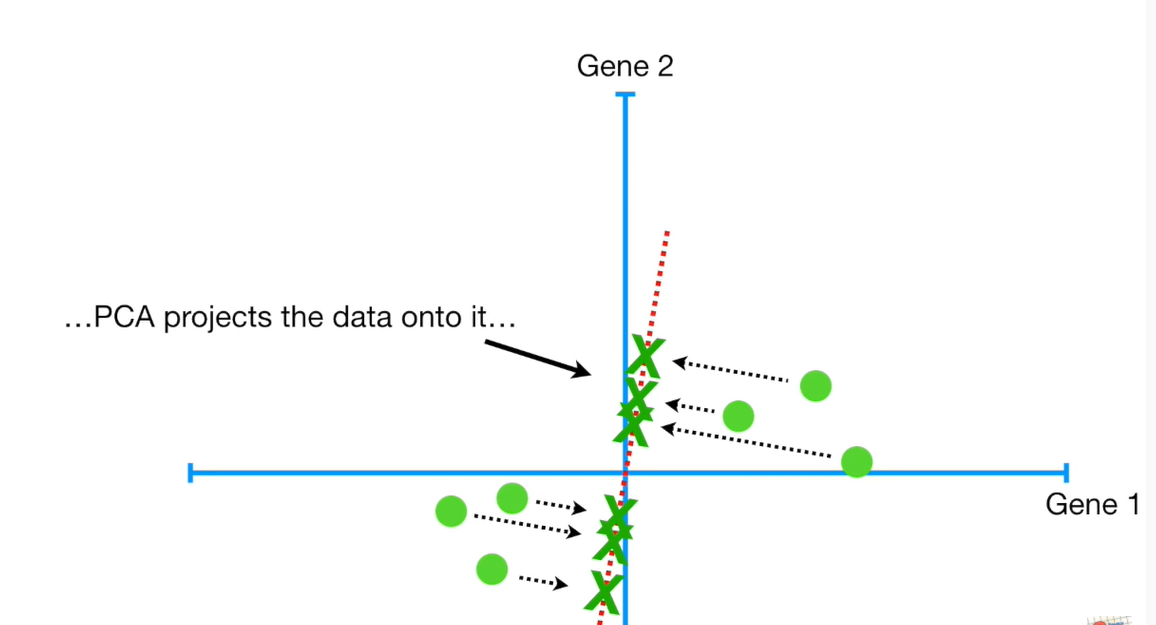 Gene 2
...PCA projects the data onto it...
Gene 1